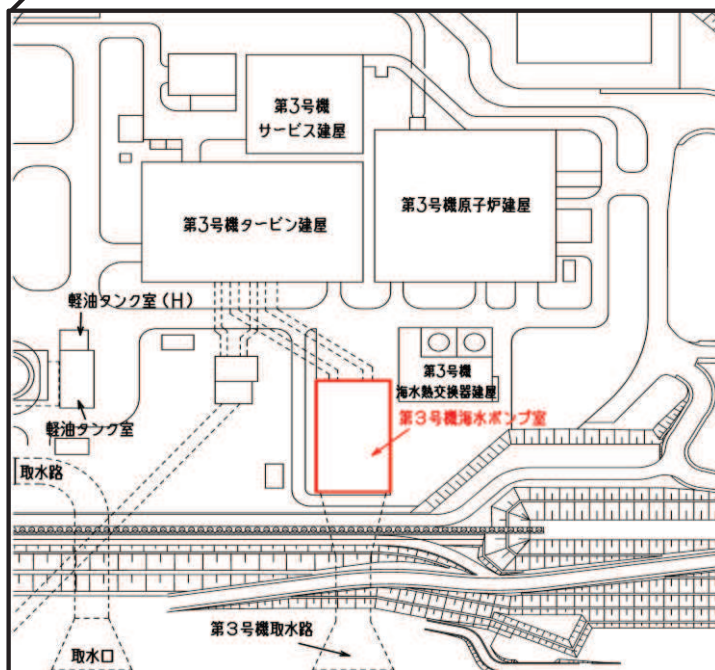 第3号機
サービス建屋
第3号機タービン建屋
第3号機原子炉建屋
軽油タンク室(H)
第3号機
海水熱交換器建屋
第3号機海水ポンプ室
軽油タンク室
取水路
第3号機取水路
取水口